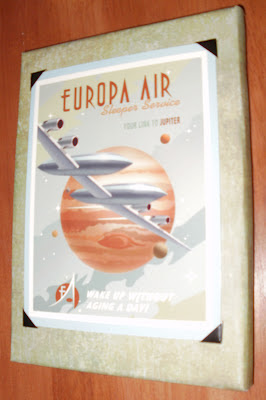 EUROPA AIR
Sleeper Service
YOUR LINK TO JUPITER
EA
WAKE UP WITHOUT
AGING A DAY!